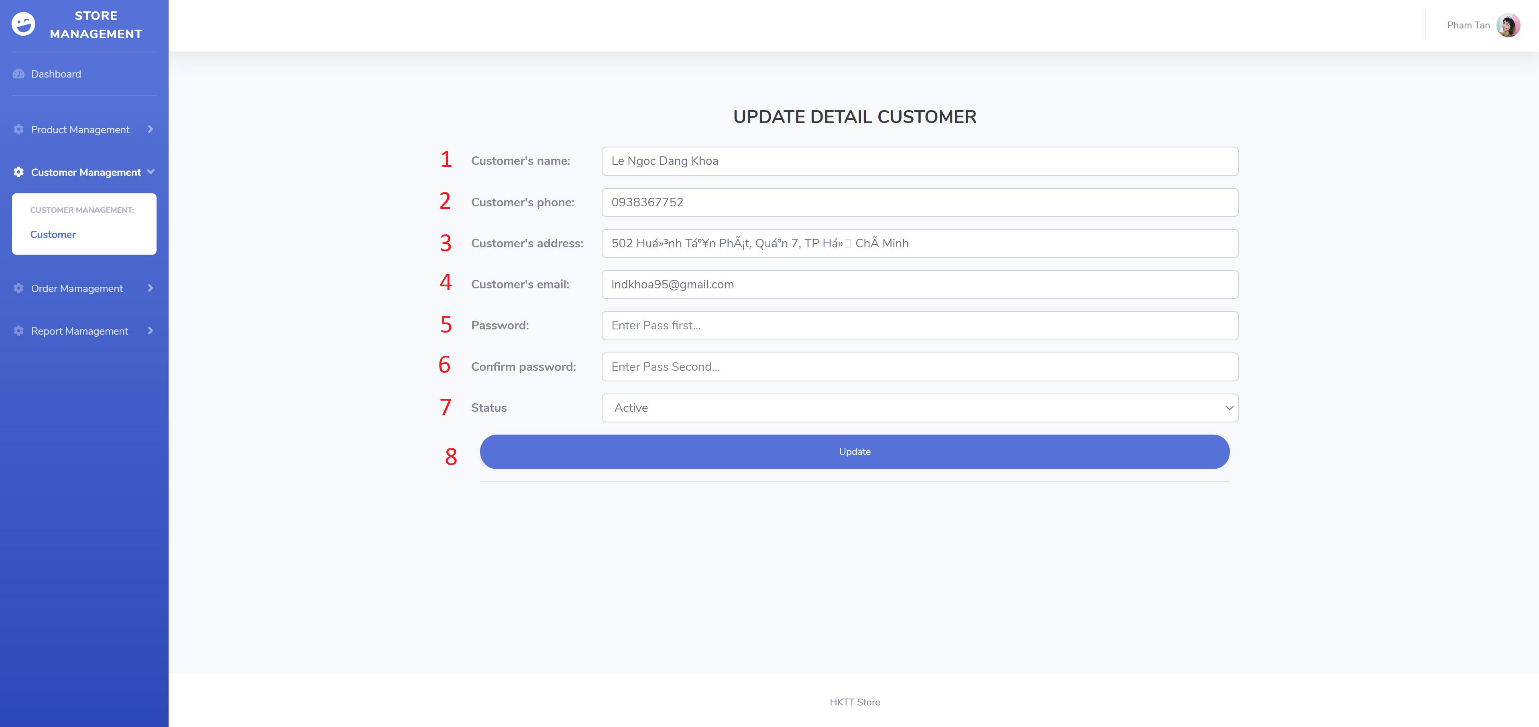 STORE
MANAGEMENT
Pham Tan
Dashboard
Product Management
Customer Management
CUSTOMER MANAGEMENT:
Customer
Order Mamagement
Report Mamagement
UPDATE DETAIL CUSTOMER
1 Customer's name: Le Ngoc Dang Khoa
2 Customer's phone: 0938367752
3 Customer's address: 502 Huá»³nh Táº¥n PhÃ¡t, Quáºn 7, TP Há»□ ChÃ­ Minh
4 Customer's email: lndkhoa95@gmail.com
5 Password: Enter Pass first...
6 Confirm password: Enter Pass Second...
7 Status Active
8 Update
HKTT Store